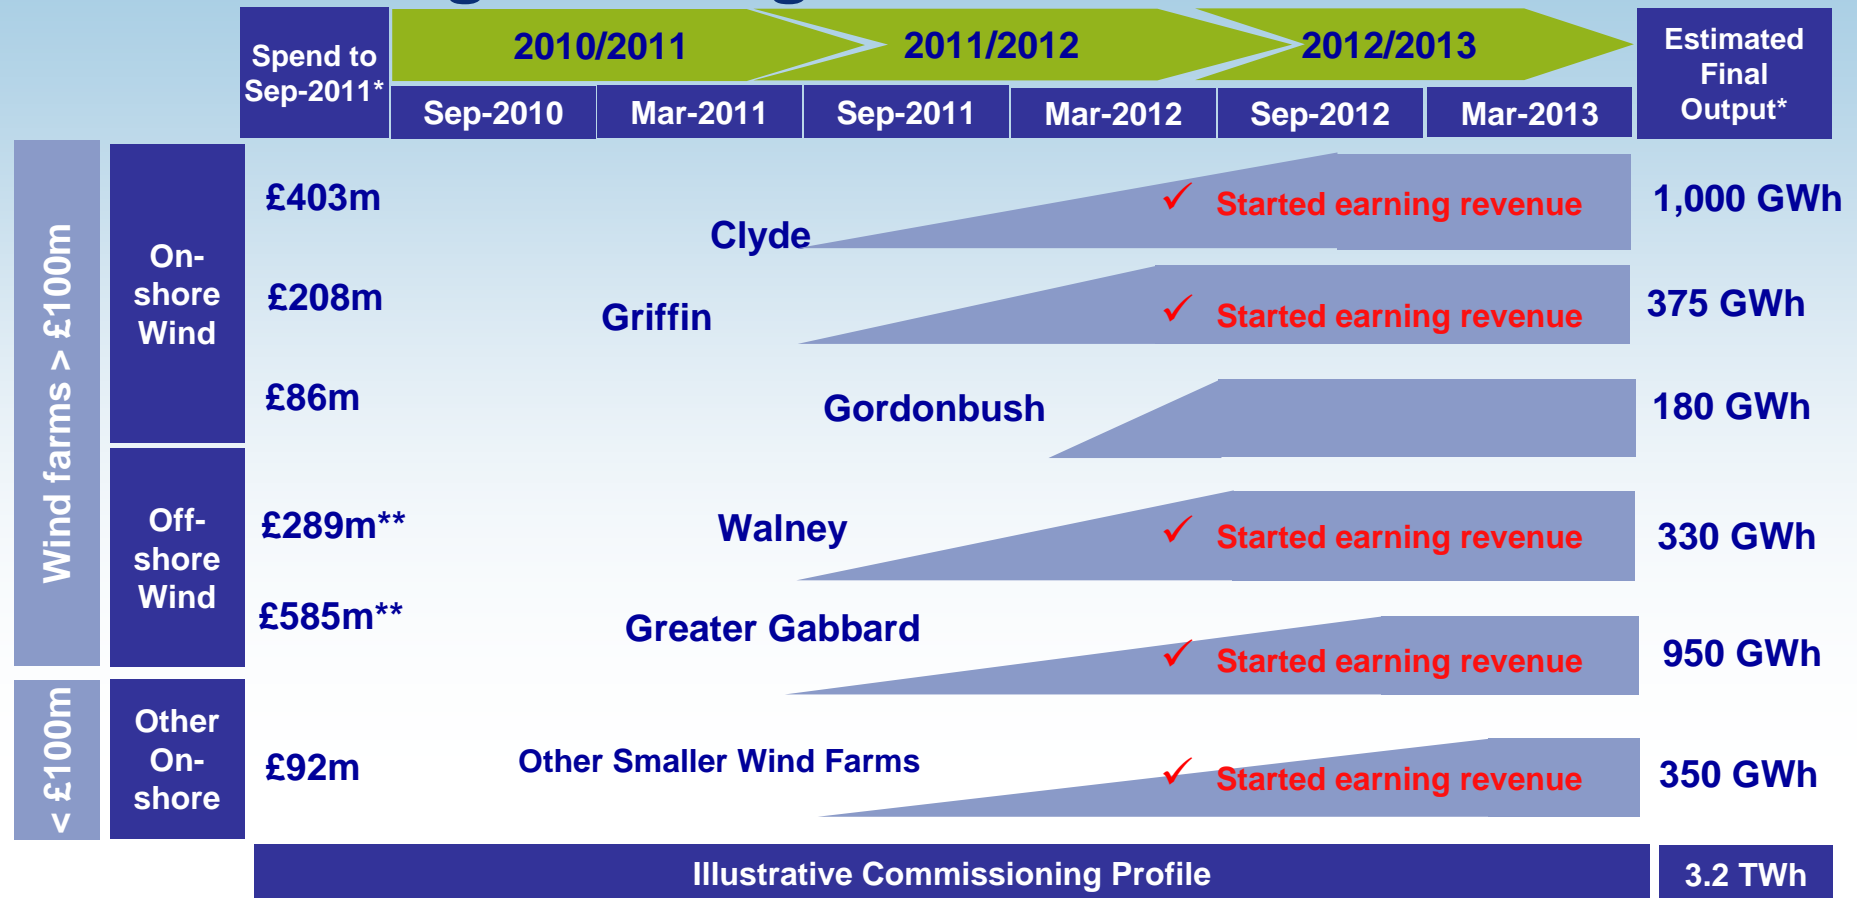 Spend to
Sep-2011*
2010/2011
2011/2012
2012/2013
Estimated
Final
Output*
Sep-2010
Mar-2011
Sep-2011
Mar-2012
Sep-2012
Mar-2013
Wind farms > £100m
On-
shore
Wind
£403m
Clyde
✓ Started earning revenue
1,000 GWh
£208m
Griffin
✓ Started earning revenue
375 GWh
£86m
Gordonbush
180 GWh
Off-
shore
Wind
£289m**
Walney
✓ Started earning revenue
330 GWh
£585m**
Greater Gabbard
✓ Started earning revenue
950 GWh
< £100m
Other
On-
shore
£92m
Other Smaller Wind Farms
✓ Started earning revenue
350 GWh
Illustrative Commissioning Profile
3.2 TWh